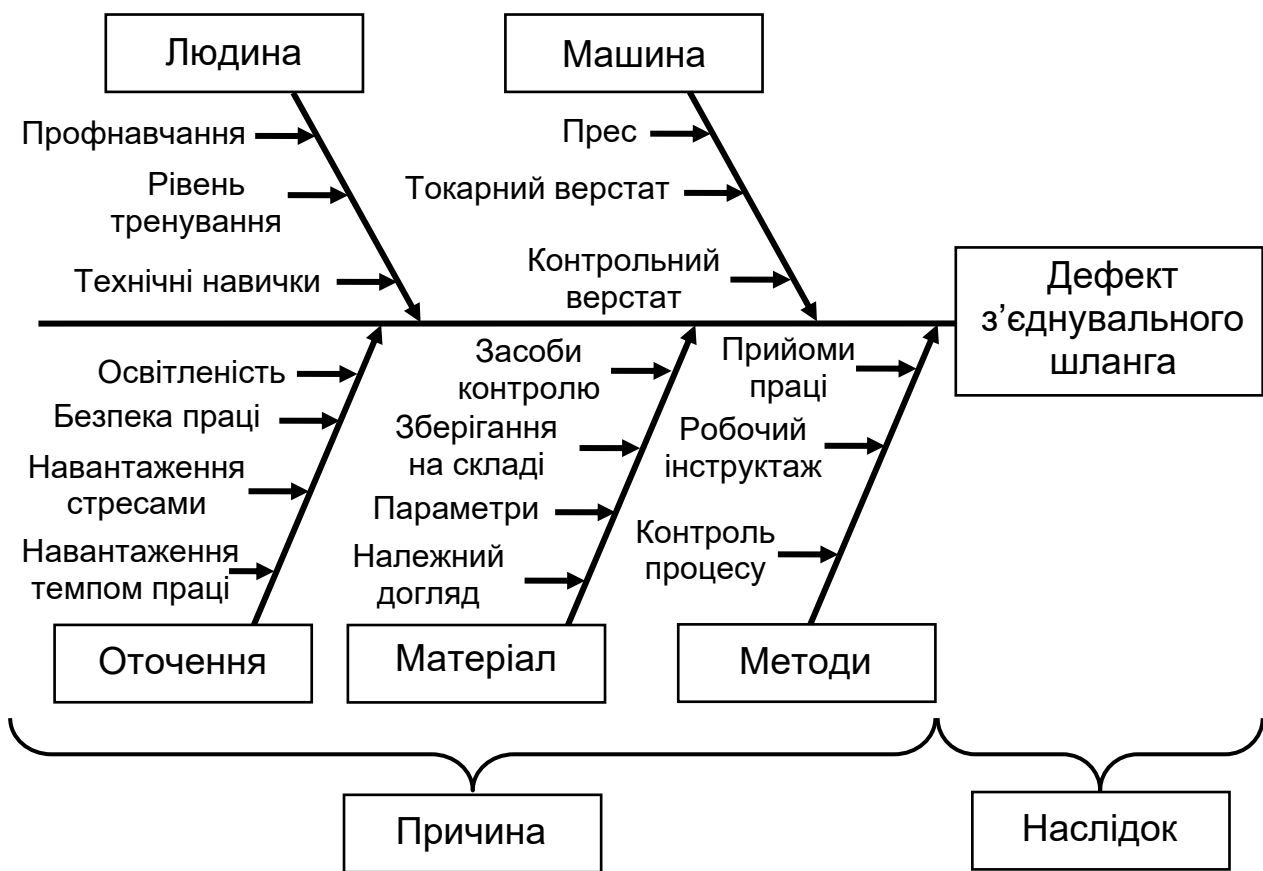 Людина
Машина
Профнавчання
Рівень
тренування
Технічні навички
Прес
Токарний верстат
Контрольний
верстат
Дефект
з’єднувального
шланга
Освітленість
Безпека праці
Навантаження
стресами
Навантаження
темпом праці
Засоби
контролю
Зберігання
на складі
Параметри
Належний
догляд
Прийоми
праці
Робочий
інструктаж
Контроль
процесу
Оточення
Матеріал
Методи
Причина
Наслідок